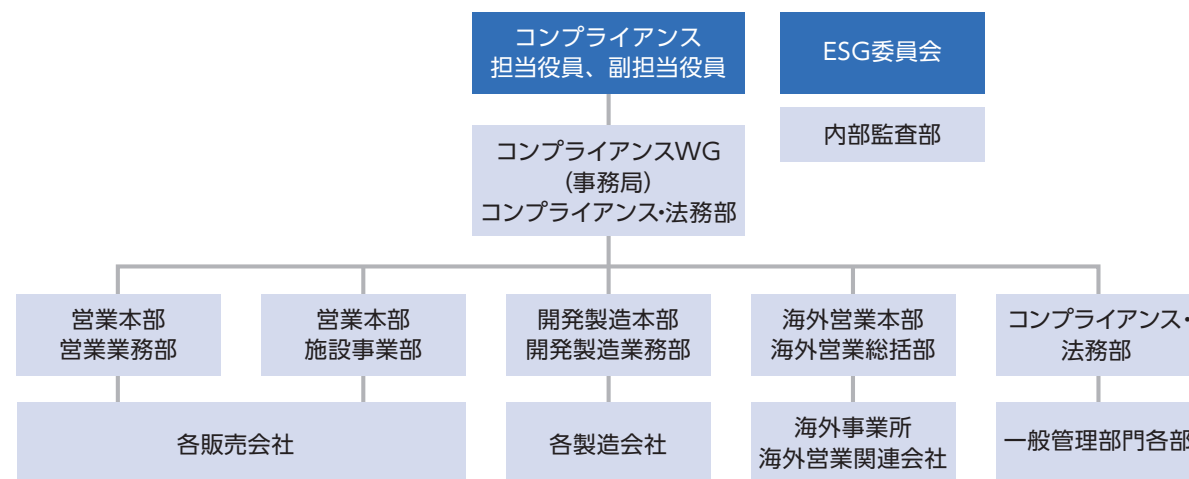 コンプライアンス
担当役員、副担当役員
ESG委員会
内部監査部
コンプライアンスWG
(事務局)
コンプライアンス・法務部
営業本部
営業業務部
営業本部
施設事業部
開発製造本部
開発製造業務部
海外営業本部
海外営業総括部
コンプライアンス・
法務部
各販売会社
各製造会社
海外事業所
海外営業関連会社
一般管理部門各部